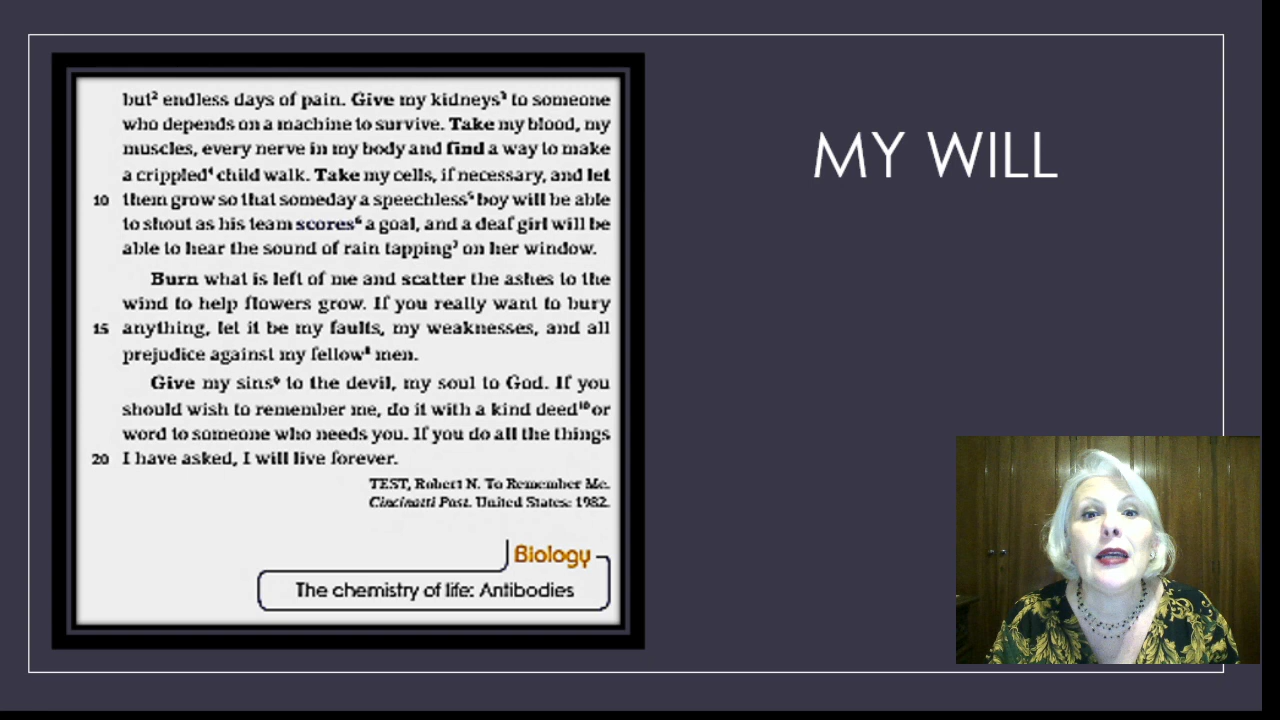 but² endless days of pain. Give my kidneys³ to someone
who depends on a machine to survive. Take my blood, my
muscles, every nerve in my body and find a way to make
a crippled⁴ child walk. Take my cells, if necessary, and let
10 them grow so that someday a speechless⁵ boy will be able
to shout as his team scores⁶ a goal, and a deaf girl will be
able to hear the sound of rain tapping⁷ on her window.
Burn what is left of me and scatter the ashes to the
wind to help flowers grow. If you really want to bury
15 anything, let it be my faults, my weaknesses, and all
prejudice against my fellow⁸ men.
Give my sins⁹ to the devil, my soul to God. If you
should wish to remember me, do it with a kind deed¹⁰ or
word to someone who needs you. If you do all the things
20 I have asked, I will live forever.
TEST, Robert N. To Remember Me.
Cincinatti Post. United States: 1982.
Biology
The chemistry of life: Antibodies
MY WILL